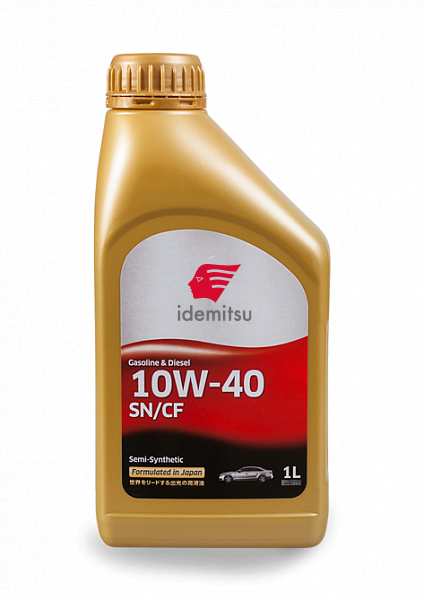 idemitsu
Gasoline & Diesel
10W-40
SN/CF
Semi-Synthetic
Formulated in Japan
世界をリードする出光の潤滑油
1L